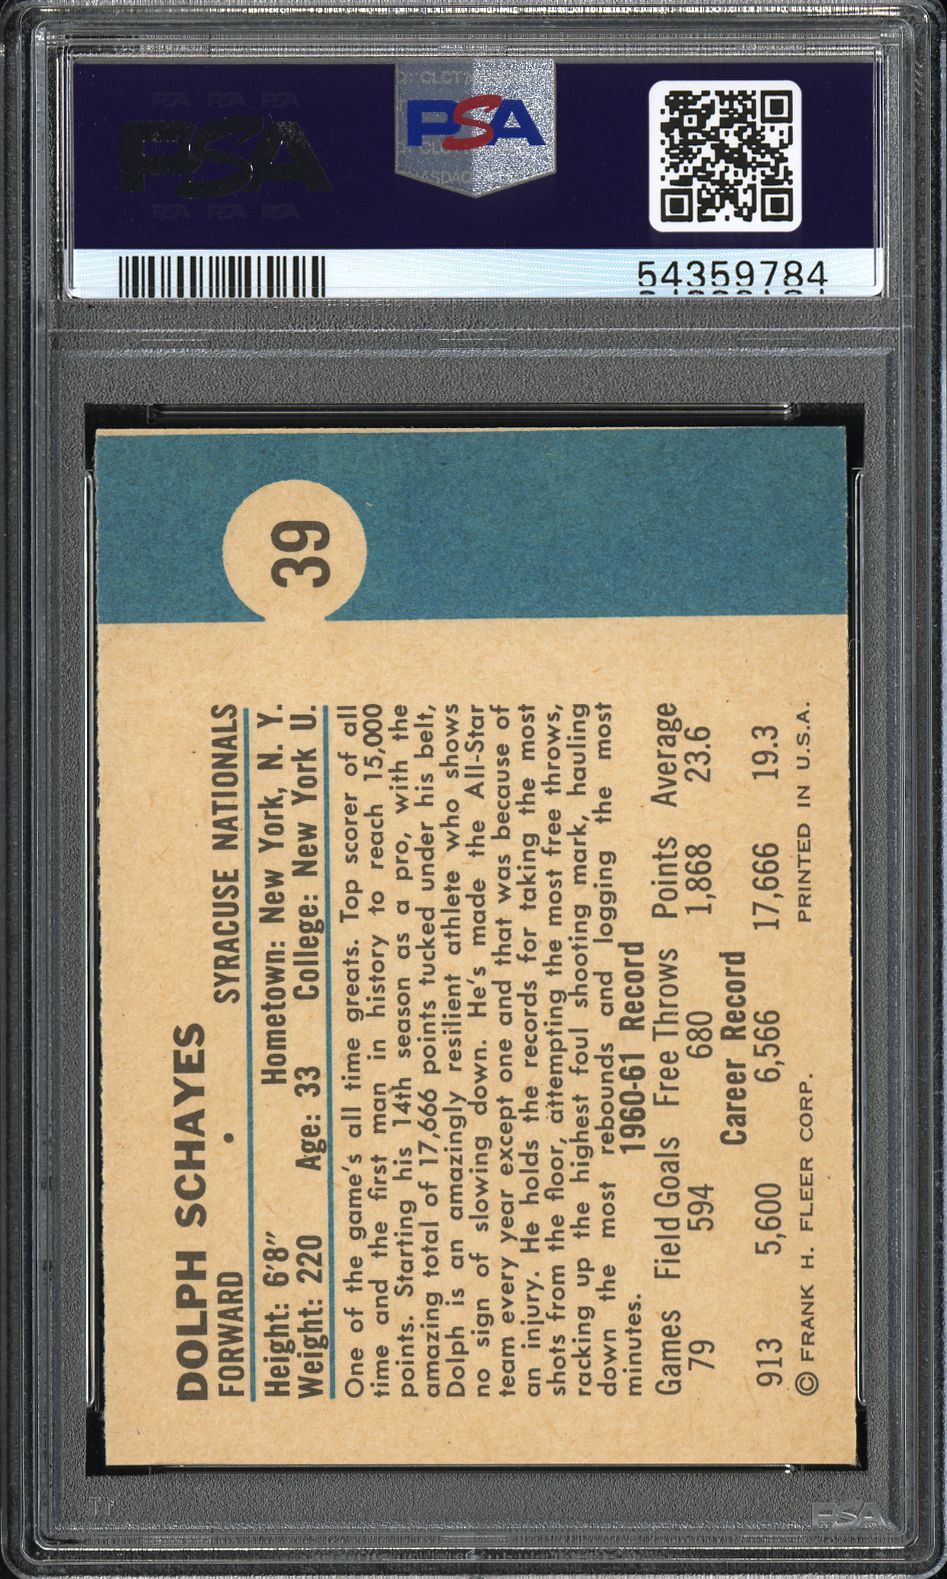 PSA PSA PSA
PSA
PSA PSA PSA
CLCT
PSA
NASDAQ
54359784
39
DOLPH SCHAYES
FORWARD • SYRACUSE NATIONALS
Height: 6'8" Hometown: New York, N. Y.
Weight: 220 Age: 33 College: New York U.
One of the game's all time greats. Top scorer of all
time and the first man in history to reach 15,000
points. Starting his 14th season as a pro, with the
amazing total of 17,666 points tucked under his belt,
Dolph is an amazingly resilient athlete who shows
no sign of slowing down. He's made the All-Star
team every year except one and that was because of
an injury. He holds the records for taking the most
shots from the floor, attempting the most free throws,
racking up the highest foul shooting mark, hauling
down the most rebounds and logging the most
minutes.
1960-61 Record
Games Field Goals Free Throws Points Average
79 594 680 1,868 23.6
Career Record
913 5,600 6,566 17,666 19.3
© FRANK H. FLEER CORP. PRINTED IN U.S.A.
PSA